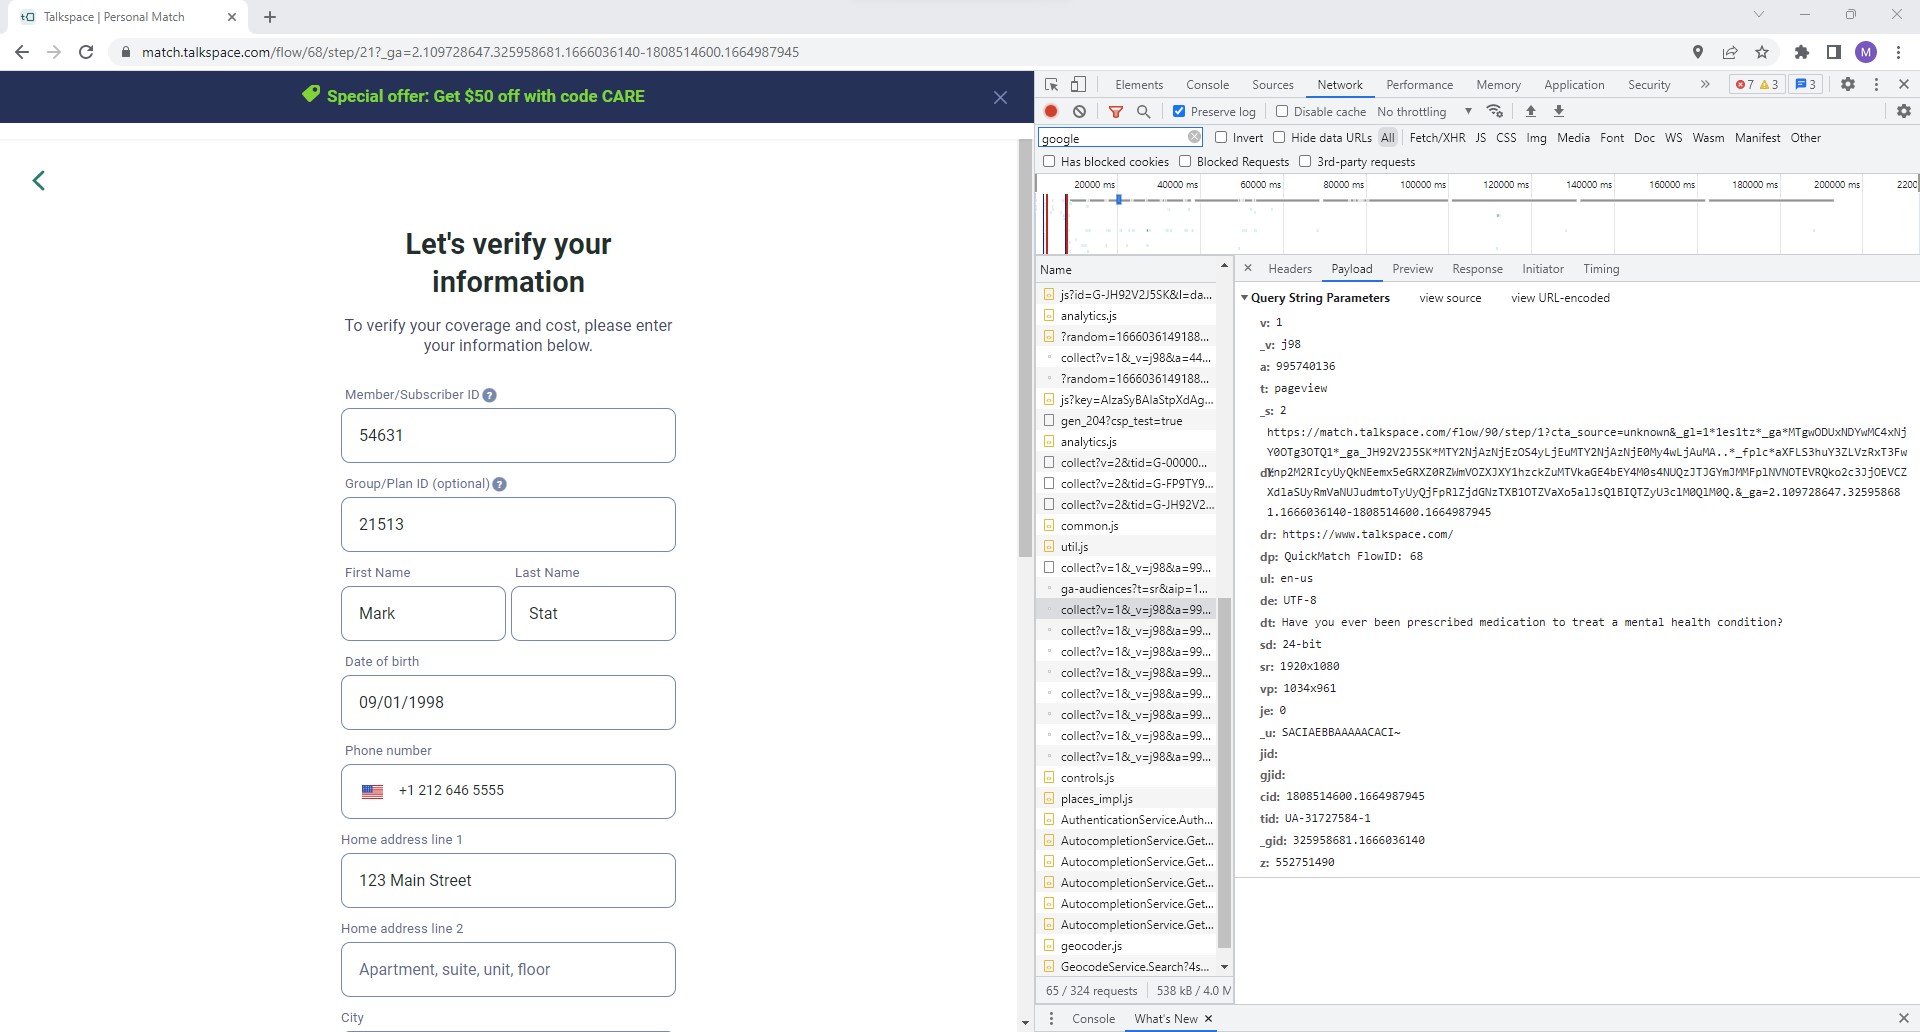 Talkspace | Personal Match
match.talkspace.com/flow/68/step/21?_ga=2.109728647.325958681.1666036140-1808514600.1664987945
M
Special offer: Get $50 off with code CARE
Let's verify your
information
To verify your coverage and cost, please enter
your information below.
Member/Subscriber ID ?
54631
Group/Plan ID (optional) ?
21513
First Name
Last Name
Mark
Stat
Date of birth
09/01/1998
Phone number
+1 212 646 5555
Home address line 1
123 Main Street
Home address line 2
Apartment, suite, unit, floor
City
Elements Console Sources Network Performance Memory Application Security » 7 3 3
Preserve log Disable cache No throttling
google Invert Hide data URLs All Fetch/XHR JS CSS Img Media Font Doc WS Wasm Manifest Other
Has blocked cookies Blocked Requests 3rd-party requests
20000 ms 40000 ms 60000 ms 80000 ms 100000 ms 120000 ms 140000 ms 160000 ms 180000 ms 200000 ms 2200
Name
js?id=G-JH92V2J5SK&l=da...
analytics.js
?random=1666036149188...
collect?v=1&_v=j98&a=44...
?random=1666036149188...
js?key=AIzaSyBAlaStpXdAg...
gen_204?csp_test=true
analytics.js
collect?v=2&tid=G-00000...
collect?v=2&tid=G-FP9TY9...
collect?v=2&tid=G-JH92V2...
common.js
util.js
collect?v=1&_v=j98&a=99...
ga-audiences?t=sr&aip=1...
collect?v=1&_v=j98&a=99...
collect?v=1&_v=j98&a=99...
collect?v=1&_v=j98&a=99...
collect?v=1&_v=j98&a=99...
collect?v=1&_v=j98&a=99...
collect?v=1&_v=j98&a=99...
collect?v=1&_v=j98&a=99...
collect?v=1&_v=j98&a=99...
controls.js
places_impl.js
AuthenticationService.Auth...
AutocompletionService.Get...
AutocompletionService.Get...
AutocompletionService.Get...
AutocompletionService.Get...
AutocompletionService.Get...
geocoder.js
GeocodeService.Search?4s...
65 / 324 requests 538 kB / 4.0 M
Headers Payload Preview Response Initiator Timing
Query String Parameters view source view URL-encoded
v: 1
_v: j98
a: 995740136
t: pageview
_s: 2
https://match.talkspace.com/flow/90/step/1?cta_source=unknown&_gl=1*1es1tz*_ga*MTgwODUxNDYwMC4xNj
1.1666036140-1808514600.1664987945
dr: https://www.talkspace.com/
dp: QuickMatch FlowID: 68
ul: en-us
de: UTF-8
dt: Have you ever been prescribed medication to treat a mental health condition?
sd: 24-bit
sr: 1920x1080
vp: 1034x961
je: 0
_u: SACIAEBBAAAAACACI~
jid:
gjid:
cid: 1808514600.1664987945
tid: UA-31727584-1
_gid: 325958681.1666036140
z: 552751490
Console What's New